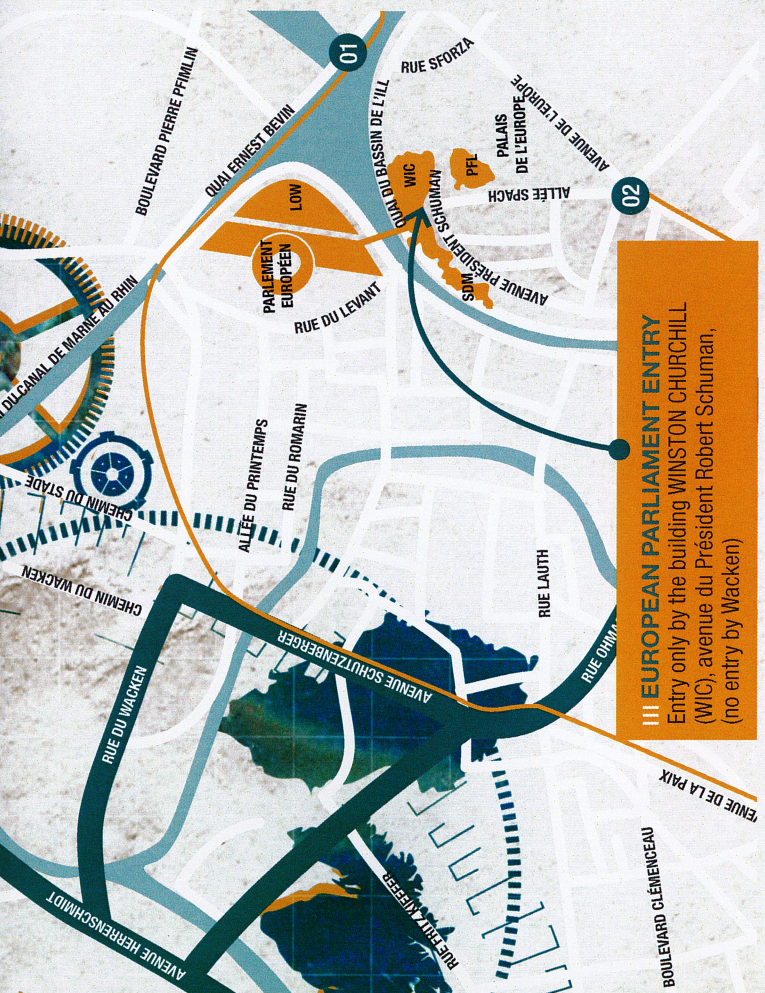 01
RUE SFORZA
BOULEVARD PIERRE PFIMLIN
QUAI ERNEST BEVIN
QUAI DU BASSIN DE L'ILL
AVENUE DE L'EUROPE
PALAIS
DE L'EUROPE
WIC
PFL
LOW
ALLÉE SPACH
02
PARLEMENT
EUROPÉEN
AVENUE PRÉSIDENT SCHUMAN
SDM
RUE DU LEVANT
DU CANAL DE MARNE AU RHIN
III EUROPEAN PARLIAMENT ENTRY
Entry only by the building WINSTON CHURCHILL
(WIC), avenue du Président Robert Schuman,
(no entry by Wacken)
ALLÉE DU PRINTEMPS
RUE DU ROMARIN
CHEMIN DU STADE
CHEMIN DU WACKEN
RUE LAUTH
RUE OHMA
AVENUE SCHUTZENBERGER
RUE DU WACKEN
ENUE DE LA PAIX
AVENUE HERRENSCHMIDT
RUE FRITZ KIEFFER
BOULEVARD CLÉMENCEAU